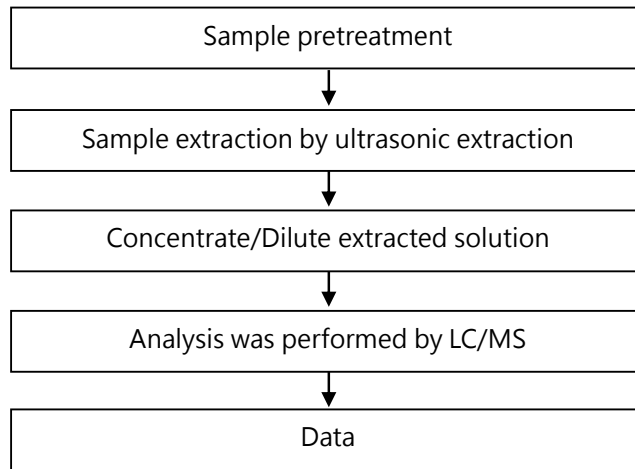 Sample pretreatment
Sample extraction by ultrasonic extraction
Concentrate/Dilute extracted solution
Analysis was performed by LC/MS
Data